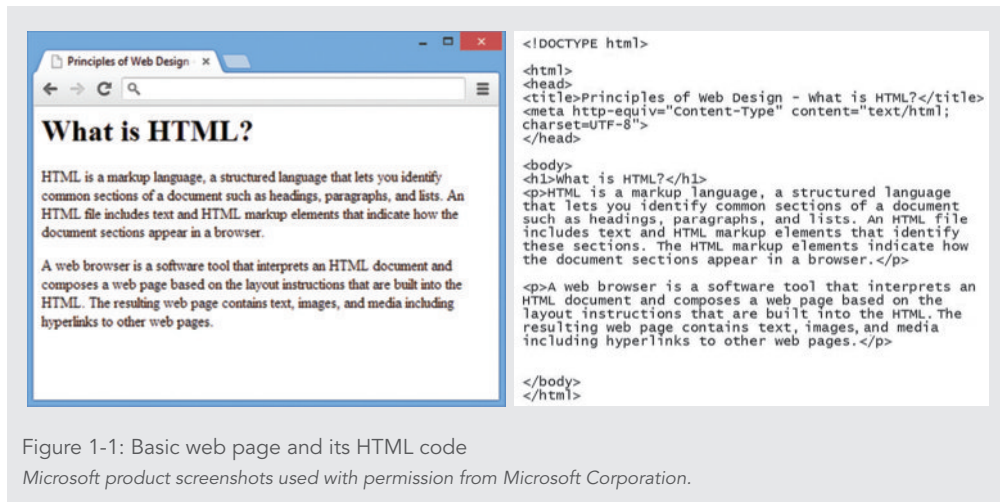 Principles of Web Design
What is HTML?
HTML is a markup language, a structured language that lets you identify
common sections of a document such as headings, paragraphs, and lists. An
HTML file includes text and HTML markup elements that indicate how the
document sections appear in a browser.
A web browser is a software tool that interprets an HTML document and
composes a web page based on the layout instructions that are built into the
HTML. The resulting web page contains text, images, and media including
hyperlinks to other web pages.
<!DOCTYPE html>
<html>
<head>
<title>Principles of Web Design - What is HTML?</title>
<meta http-equiv="Content-Type" content="text/html;
charset=UTF-8">
</head>
<body>
<h1>What is HTML?</h1>
<p>HTML is a markup language, a structured language
that lets you identify common sections of a document
such as headings, paragraphs, and lists. An HTML file
includes text and HTML markup elements that identify
these sections. The HTML markup elements indicate how
the document sections appear in a browser.</p>
<p>A web browser is a software tool that interprets an
HTML document and composes a web page based on the
layout instructions that are built into the HTML. The
resulting web page contains text, images, and media
including hyperlinks to other web pages.</p>
</body>
</html>
Figure 1-1: Basic web page and its HTML code
Microsoft product screenshots used with permission from Microsoft Corporation.